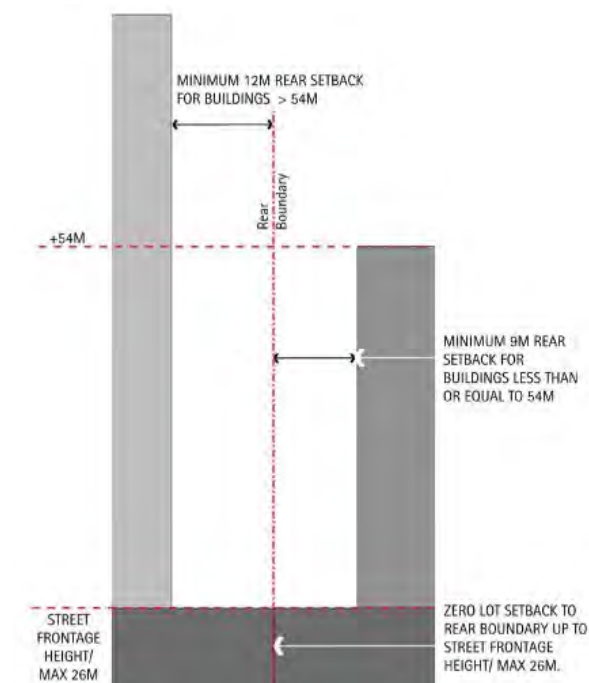 MINIMUM 12M REAR SETBACK
FOR BUILDINGS > 54M
Rear
Boundary
+54M
MINIMUM 9M REAR
SETBACK FOR
BUILDINGS LESS THAN
OR EQUAL TO 54M
STREET
FRONTAGE
HEIGHT/
MAX 26M
ZERO LOT SETBACK TO
REAR BOUNDARY UP TO
STREET FRONTAGE
HEIGHT/ MAX 26M.